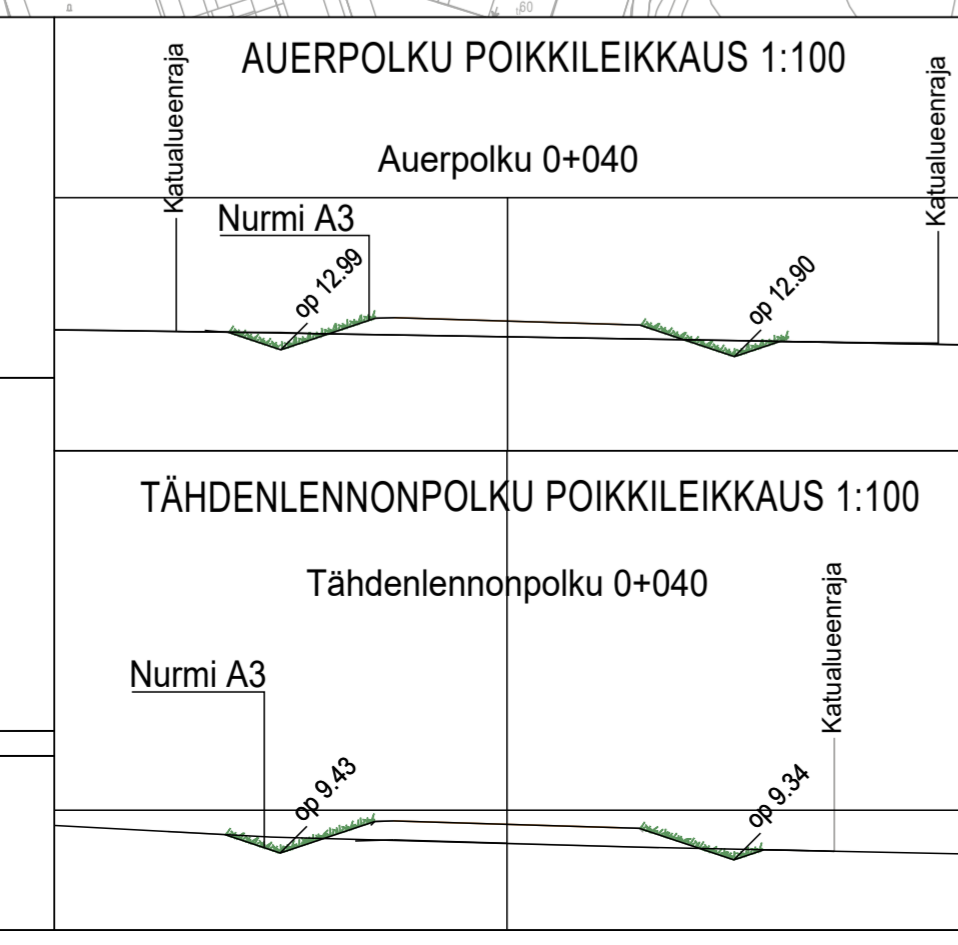 60
AUERPOLKU POIKKILEIKKAUS 1:100
Katualueenraja
Katualueenraja
Auerpolku 0+040
Nurmi A3
op 12.99
op 12.90
TÄHDENLENNONPOLKU POIKKILEIKKAUS 1:100
Tähdenlennonpolku 0+040
Katualueenraja
Nurmi A3
op 9.43
op 9.34